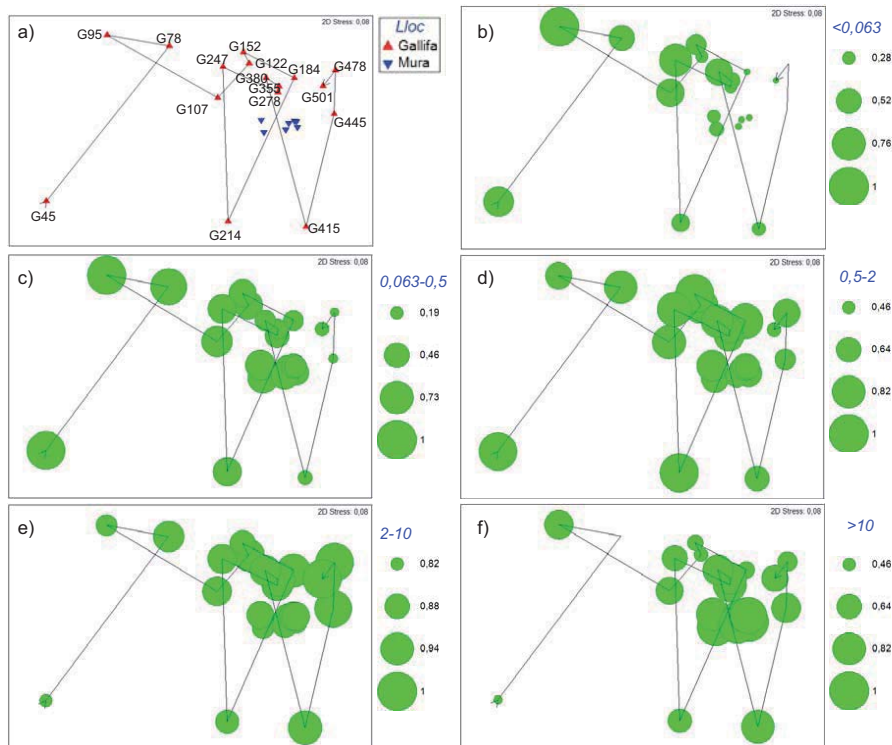 a)
2D Stress: 0,08
Lloc
Gallifa
Mura
G95
G78
G152
G247
G122
G380
G184
G478
G355
G501
G107
G278
G445
G45
G214
G415
b)
2D Stress: 0,08
<0,063
0,28
0,52
0,76
1
c)
2D Stress: 0,08
0,063-0,5
0,19
0,46
0,73
1
d)
2D Stress: 0,08
0,5-2
0,46
0,64
0,82
1
e)
2D Stress: 0,08
2-10
0,82
0,88
0,94
1
f)
2D Stress: 0,08
>10
0,46
0,64
0,82
1